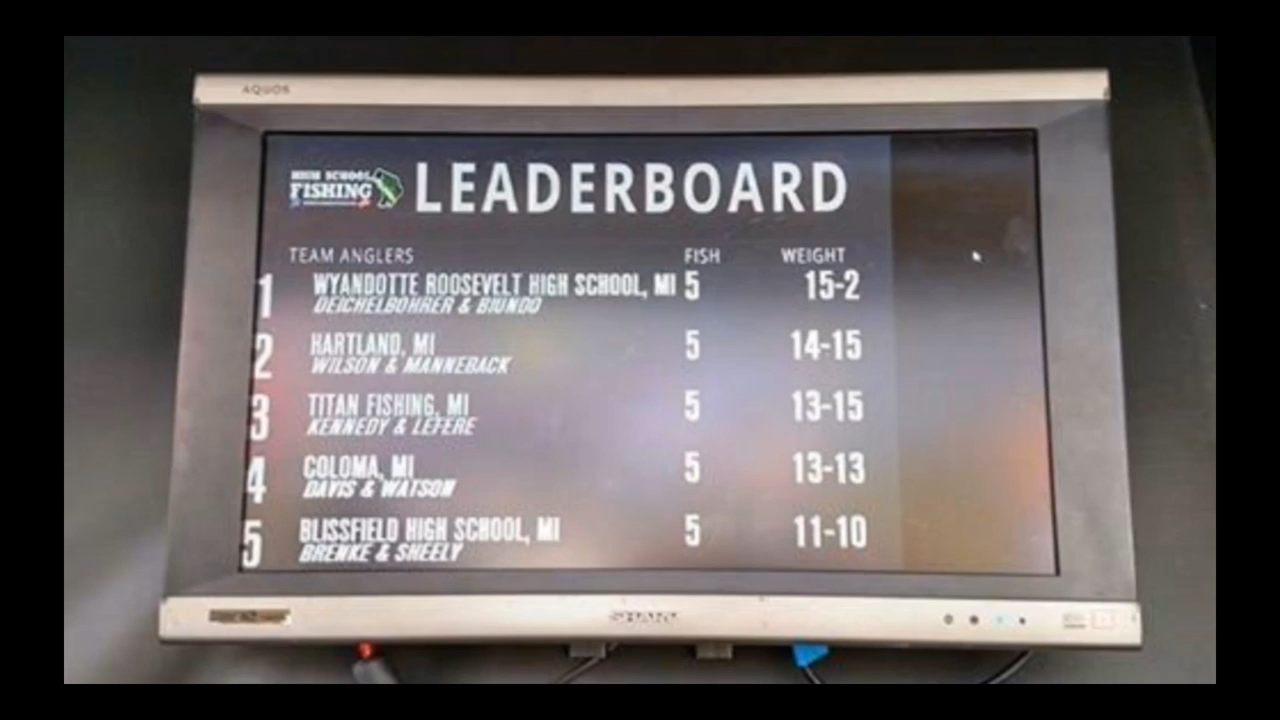 AQUOS
HIGH SCHOOL
FISHING
LEADERBOARD
TEAM ANGLERS FISH WEIGHT
1 WYANDOTTE ROOSEVELT HIGH SCHOOL, MI 5 15-2
DEICHELBOHRER & BIUNDO
2 HARTLAND, MI 5 14-15
WILSON & MANNEBACK
3 TITAN FISHING, MI 5 13-15
KENNEDY & LEFERE
4 COLOMA, MI 5 13-13
DAVIS & WATSON
5 BLISSFIELD HIGH SCHOOL, MI 5 11-10
BRENKE & SHEELY
SHARP